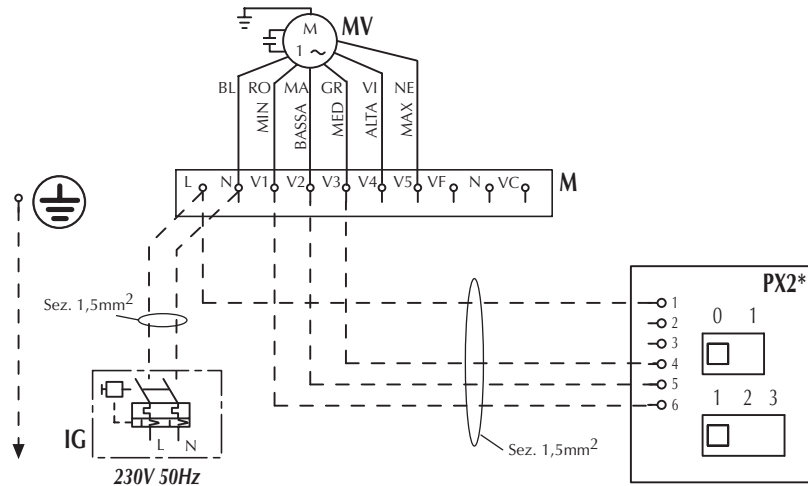 M
1 ~
MV
BL RO MA GR VI NE
MIN BASSA MED ALTA MAX
L N V1 V2 V3 V4 V5 VF N VC
M
Sez. 1,5mm²
IG
L N
230V 50Hz
Sez. 1,5mm²
PX2*
1
2
3
4
5
6
0 1
1 2 3